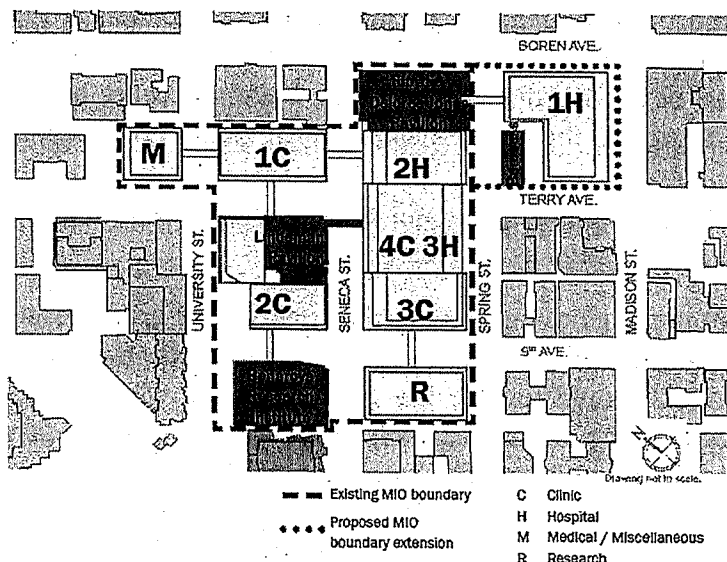 BOREN AVE.
1H
M
1C
2H
TERRY AVE.
UNIVERSITY ST.
SENECA ST.
4C 3H
SPRING ST.
MADISON ST.
2C
3C
9TH AVE.
R
N
Drawing not to scale.
Existing MIO boundary
Proposed MIO
boundary extension
C Clinic
H Hospital
M Medical / Miscellaneous
R Research